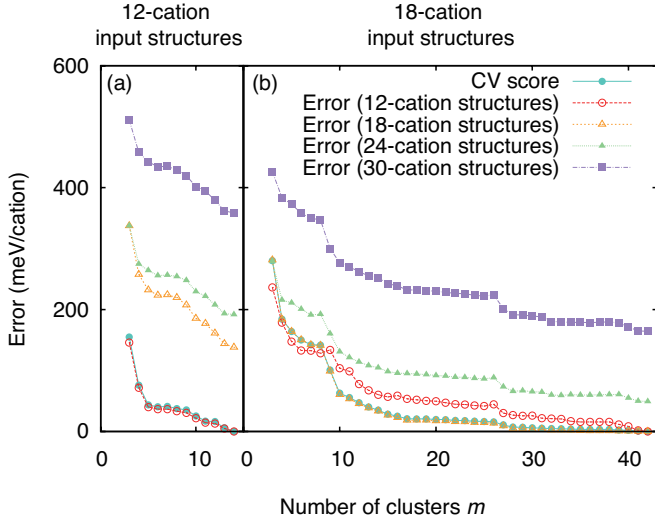 12-cation
input structures
18-cation
input structures
(a)
(b)
CV score
Error (12-cation structures)
Error (18-cation structures)
Error (24-cation structures)
Error (30-cation structures)
Error (meV/cation)
600
400
200
0
0 10
0 10 20 30 40
Number of clusters m